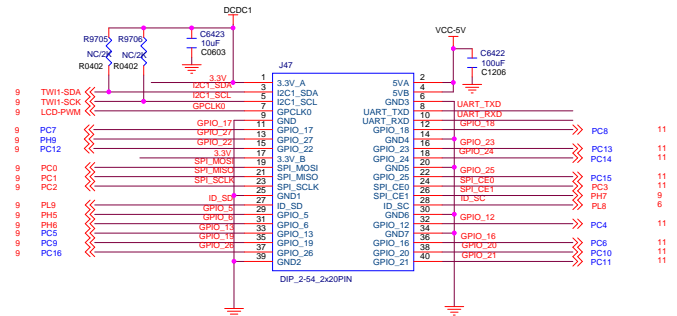 DCDC1
VCC-5V
R9705 R9706 C6423
NC/2K NC/2K 10uF
R0402 R0402 C0603
C6422
100uF
C1206
J47
3.3V 1 3.3V_A 5VA 2
9 TWI1-SDA I2C1_SDA 3 I2C1_SDA 5VB 4
9 TWI1-SCK I2C1_SCL 5 I2C1_SCL GND3 6
9 LCD-PWM GPCLK0 7 GPCLK0 UART_TXD 8 UART_TXD
9 GND UART_RXD 10 UART_RXD
9 PC7 GPIO_17 11 GPIO_17 GPIO_18 12 GPIO_18 PC8 11
9 PH9 GPIO_27 13 GPIO_27 GND4 14
9 PC12 GPIO_22 15 GPIO_22 GPIO_23 16 GPIO_23 PC13 11
3.3V 17 3.3V_B GPIO_24 18 GPIO_24 PC14 11
9 PC0 SPI_MOSI 19 SPI_MOSI GND5 20
9 PC1 SPI_MISO 21 SPI_MISO GPIO_25 22 GPIO_25 PC15 11
9 PC2 SPI_SCLK 23 SPI_SCLK SPI_CE0 24 SPI_CE0 PC3 11
25 GND1 SPI_CE1 26 SPI_CE1 PH7 9
9 PL9 ID_SD 27 ID_SD ID_SC 28 ID_SC PL8 6
9 PH5 GPIO_5 29 GPIO_5 GND6 30
9 PH6 GPIO_6 31 GPIO_6 GPIO_12 32 GPIO_12 PC4 11
9 PC5 GPIO_13 33 GPIO_13 GND7 34
9 PC9 GPIO_19 35 GPIO_19 GPIO_16 36 GPIO_16 PC6 11
9 PC16 GPIO_26 37 GPIO_26 GPIO_20 38 GPIO_20 PC10 11
39 GND2 GPIO_21 40 GPIO_21 PC11 11
DIP_2-54_2x20PIN